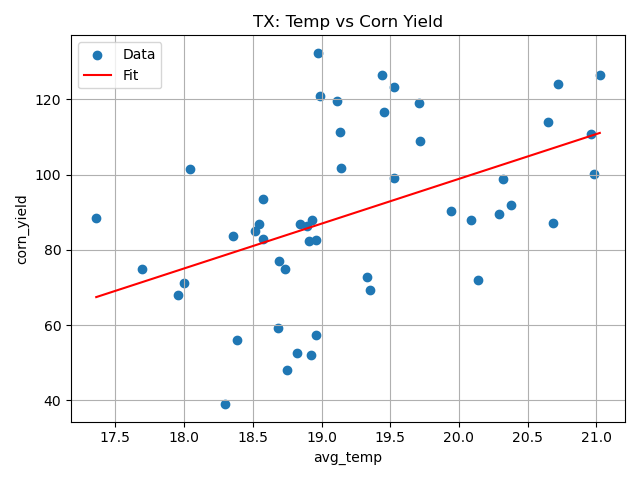 TX: Temp vs Corn Yield
Data
Fit
corn_yield
120
100
80
60
40
17.5 18.0 18.5 19.0 19.5 20.0 20.5 21.0
avg_temp